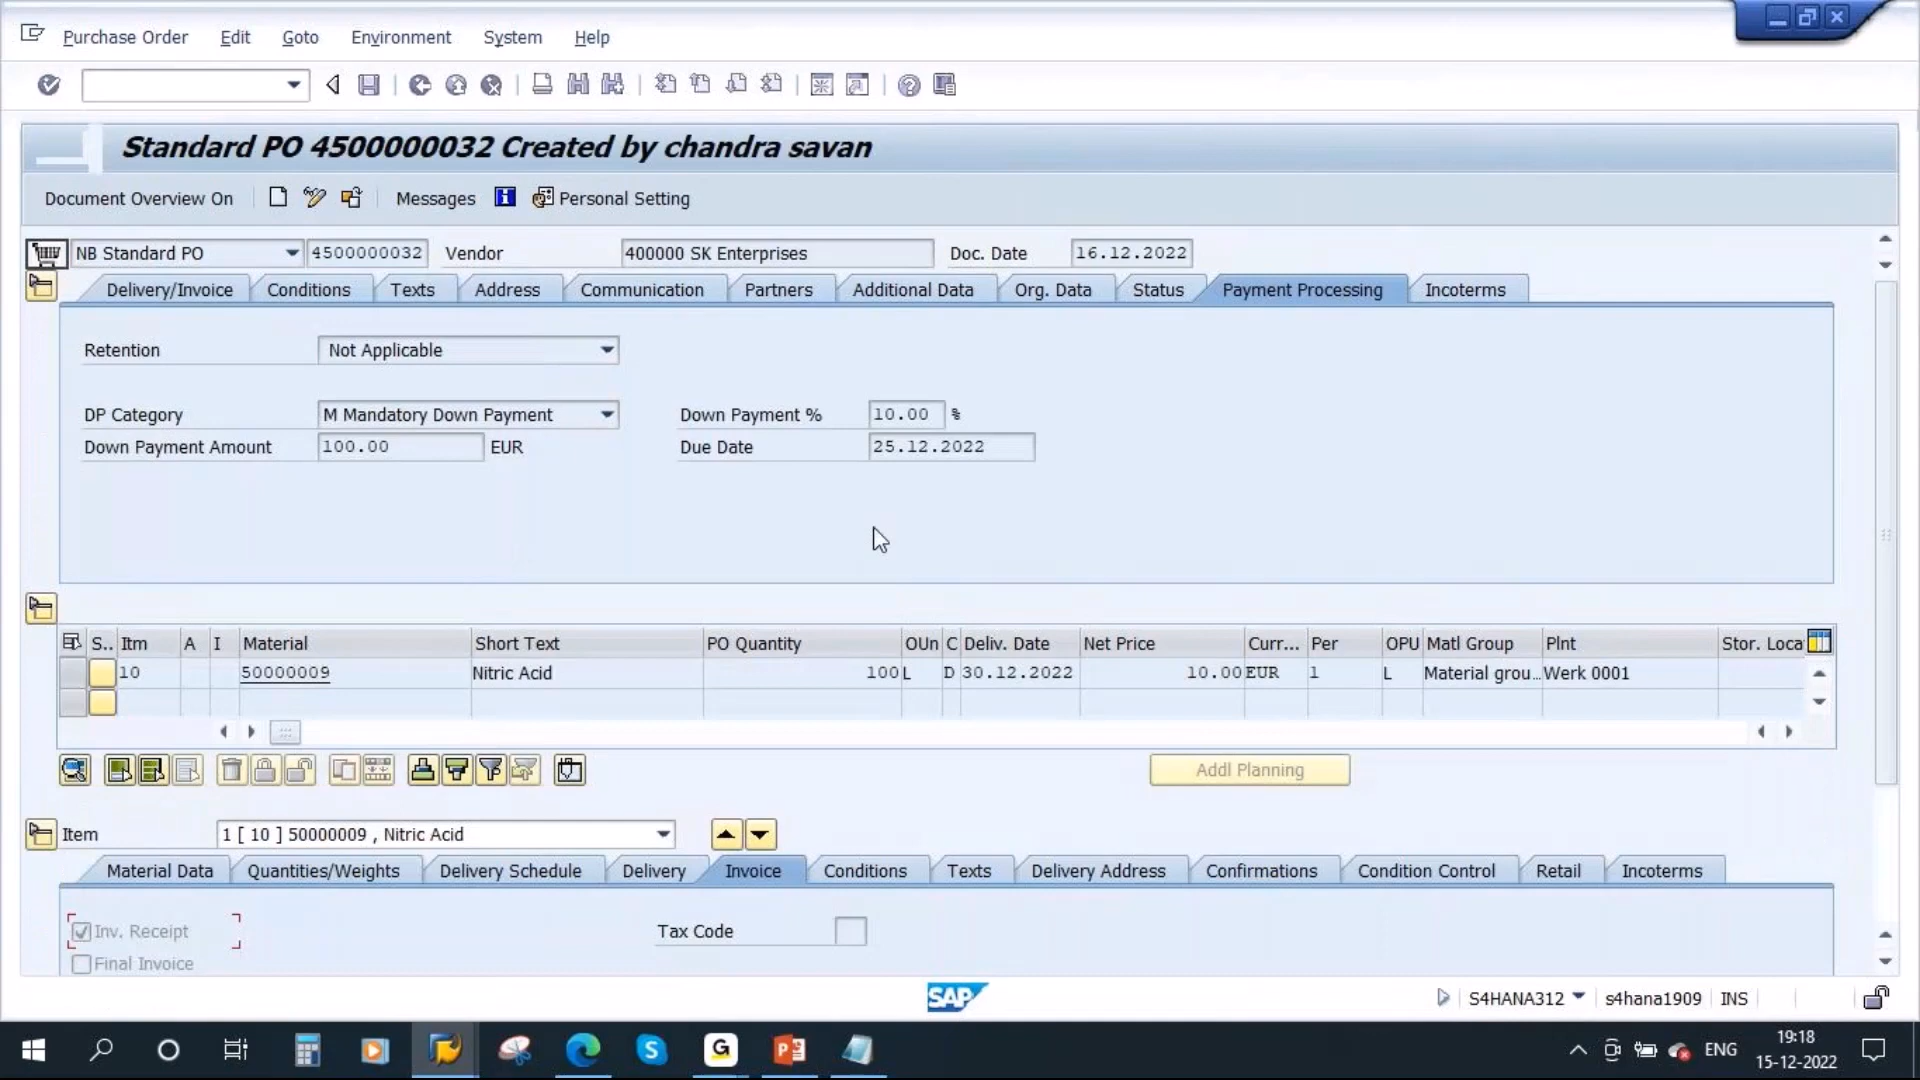 Purchase Order Edit Goto Environment System Help
Standard PO 4500000032 Created by chandra savan
Document Overview On Messages Personal Setting
NB Standard PO 4500000032 Vendor 400000 SK Enterprises Doc. Date 16.12.2022
Delivery/Invoice Conditions Texts Address Communication Partners Additional Data Org. Data Status Payment Processing Incoterms
Retention Not Applicable
DP Category M Mandatory Down Payment Down Payment % 10.00 %
Down Payment Amount 100.00 EUR Due Date 25.12.2022
S.. Itm A I Material Short Text PO Quantity OUn C Deliv. Date Net Price Curr... Per OPU Matl Group Plnt Stor. Loca
10 50000009 Nitric Acid 100 L D 30.12.2022 10.00 EUR 1 L Material grou... Werk 0001
Addl Planning
Item 1 [ 10 ] 50000009 , Nitric Acid
Material Data Quantities/Weights Delivery Schedule Delivery Invoice Conditions Texts Delivery Address Confirmations Condition Control Retail Incoterms
Inv. Receipt Tax Code
Final Invoice
SAP S4HANA312 s4hana1909 INS
ENG 19:18
15-12-2022